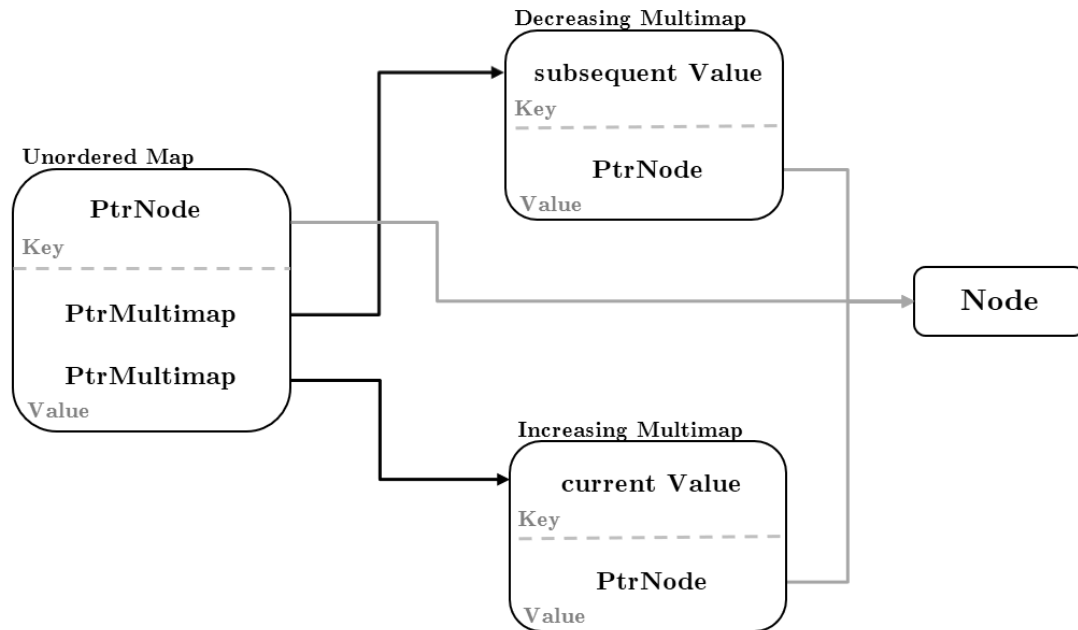 Decreasing Multimap
subsequent Value
Key
PtrNode
Value
Unordered Map
PtrNode
Key
PtrMultimap
PtrMultimap
Value
Node
Increasing Multimap
current Value
Key
PtrNode
Value